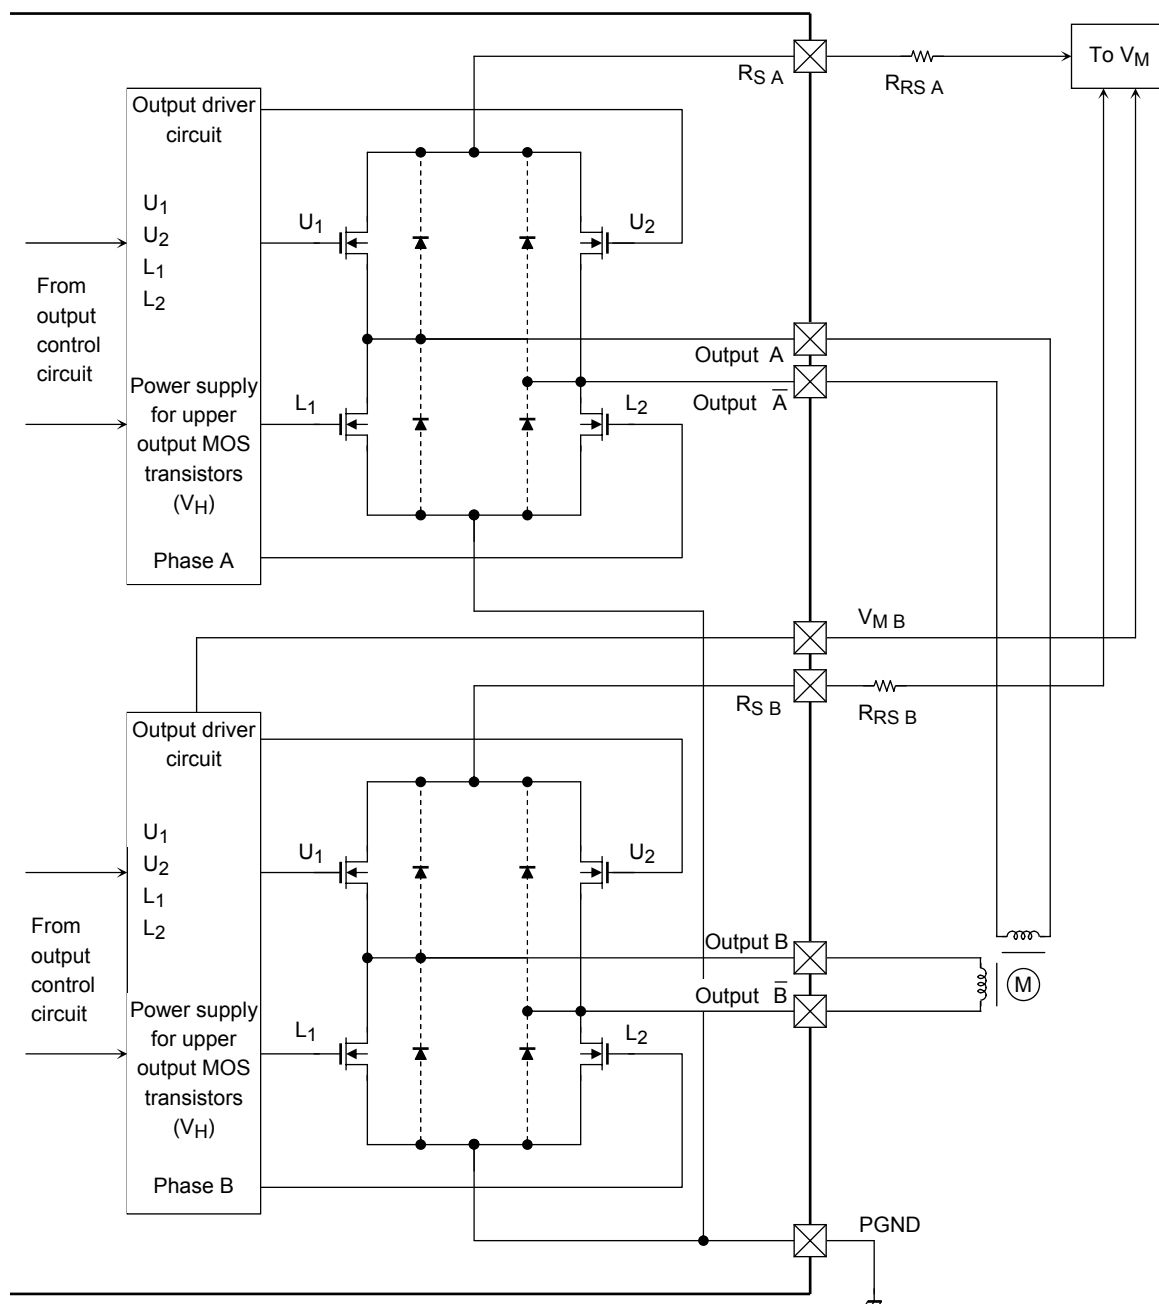 To VM
RS A
RRS A
Output driver
circuit
U1
U2
L1
L2
U1
U2
From
output
control
circuit
Output A
Output A̅
Power supply
for upper
output MOS
transistors
(VH)
L1
L2
Phase A
VM B
RS B
RRS B
Output driver
circuit
U1
U2
L1
L2
U1
U2
From
output
control
circuit
Output B
Output B̅
M
Power supply
for upper
output MOS
transistors
(VH)
L1
L2
Phase B
PGND